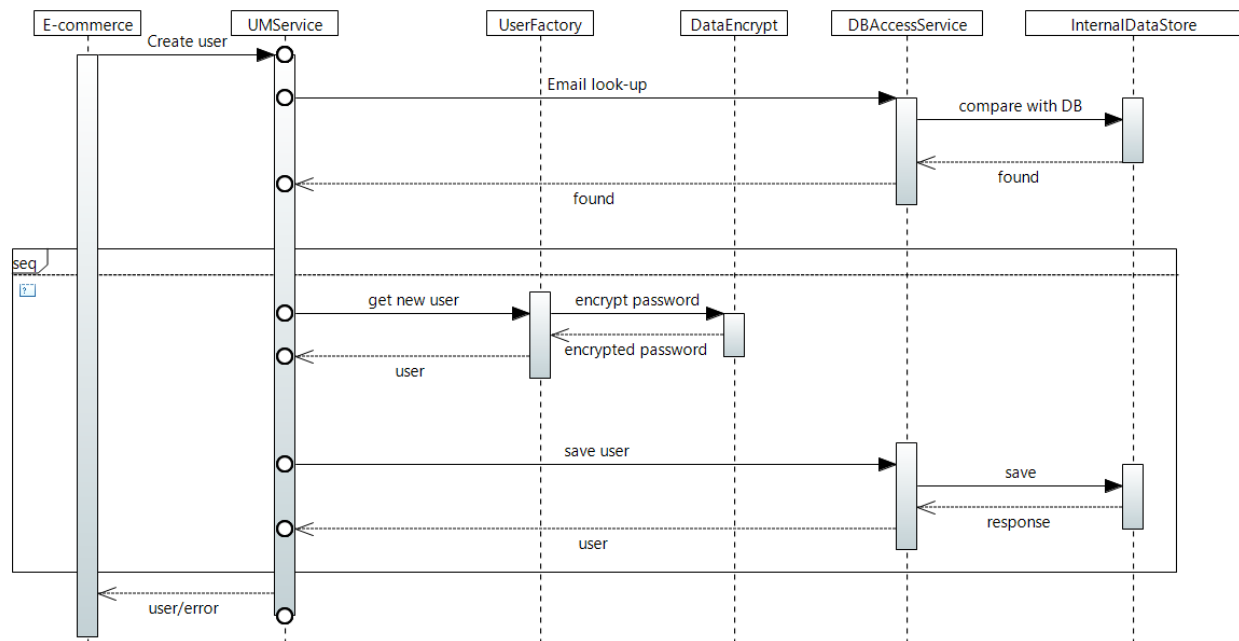 E-commerce
UMService
UserFactory
DataEncrypt
DBAccessService
InternalDataStore
Create user
Email look-up
compare with DB
found
found
seq
?
get new user
encrypt password
encrypted password
user
save user
save
response
user
user/error